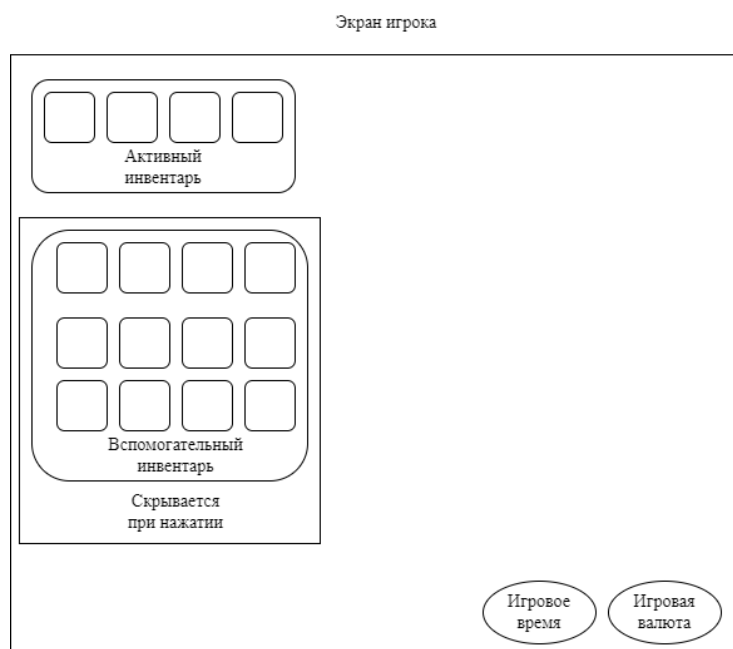 Экран игрока
Активный
инвентарь
Вспомогательный
инвентарь
Скрывается
при нажатии
Игровое
время
Игровая
валюта